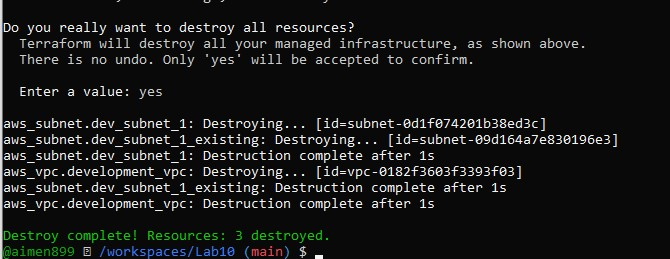 Do you really want to destroy all resources?
  Terraform will destroy all your managed infrastructure, as shown above.
  There is no undo. Only 'yes' will be accepted to confirm.

  Enter a value: yes

aws_subnet.dev_subnet_1: Destroying... [id=subnet-0d1f074201b38ed3c]
aws_subnet.dev_subnet_1_existing: Destroying... [id=subnet-09d164a7e830196e3]
aws_subnet.dev_subnet_1: Destruction complete after 1s
aws_vpc.development_vpc: Destroying... [id=vpc-0182f3603f3393f03]
aws_subnet.dev_subnet_1_existing: Destruction complete after 1s
aws_vpc.development_vpc: Destruction complete after 1s

Destroy complete! Resources: 3 destroyed.
@aimen899 /workspaces/Lab10 (main) $